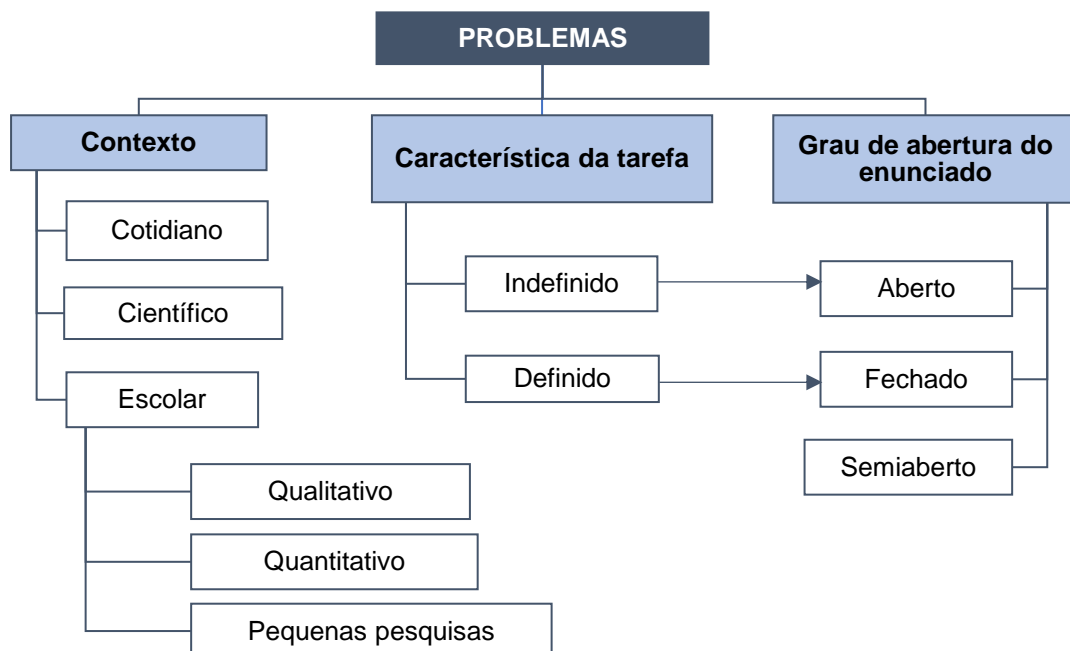 PROBLEMAS
Contexto
Cotidiano
Científico
Escolar
Qualitativo
Quantitativo
Pequenas pesquisas
Característica da tarefa
Indefinido
Definido
Grau de abertura do
enunciado
Aberto
Fechado
Semiaberto